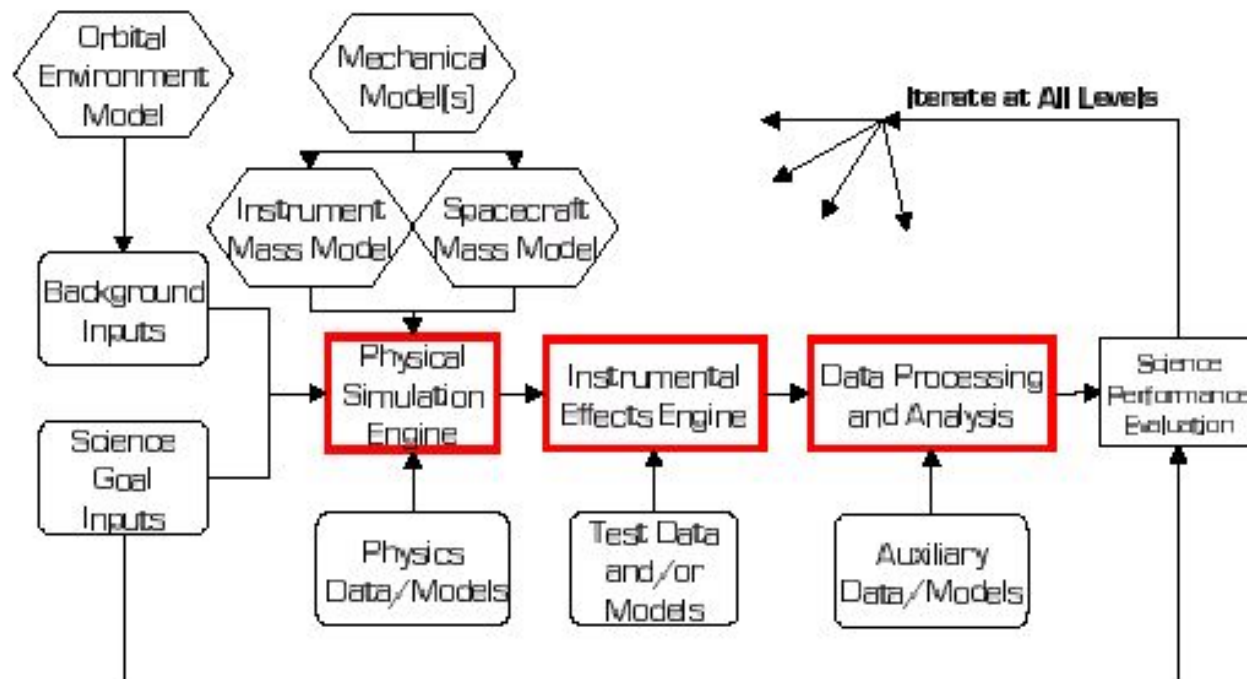 Orbital
Environment
Model
Mechanical
Model[s]
Iterate at All Levels
Instrument
Mass Model
Spacecraft
Mass Model
Background
Inputs
Physical
Simulation
Engine
Instrumental
Effects Engine
Data Processing
and Analysis
Science
Performance
Evaluation
Science
Goal
Inputs
Physics
Data/Models
Test Data
and/or
Models
Auxiliary
Data/Models